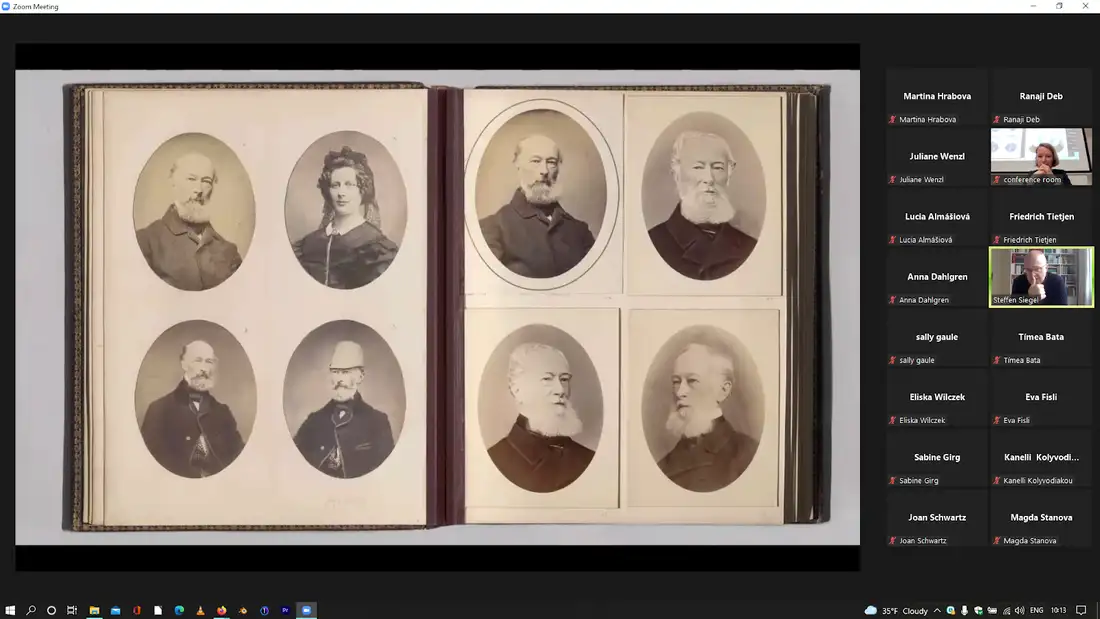 Zoom Meeting
Martina Hrabova
Martina Hrabova
Ranaji Deb
Ranaji Deb
Juliane Wenzl
Juliane Wenzl
conference room
Lucia Almášiová
Lucia Almášiová
Friedrich Tietjen
Friedrich Tietjen
Anna Dahlgren
Anna Dahlgren
Steffen Siegel
sally gaule
sally gaule
Tímea Bata
Tímea Bata
Eliska Wilczek
Eliska Wilczek
Eva Fisli
Eva Fisli
Sabine Girg
Sabine Girg
Kanelli Kolyvodi...
Kanelli Kolyvodiakou
Joan Schwartz
Joan Schwartz
Magda Stanova
Magda Stanova
35°F Cloudy
ENG
10:13